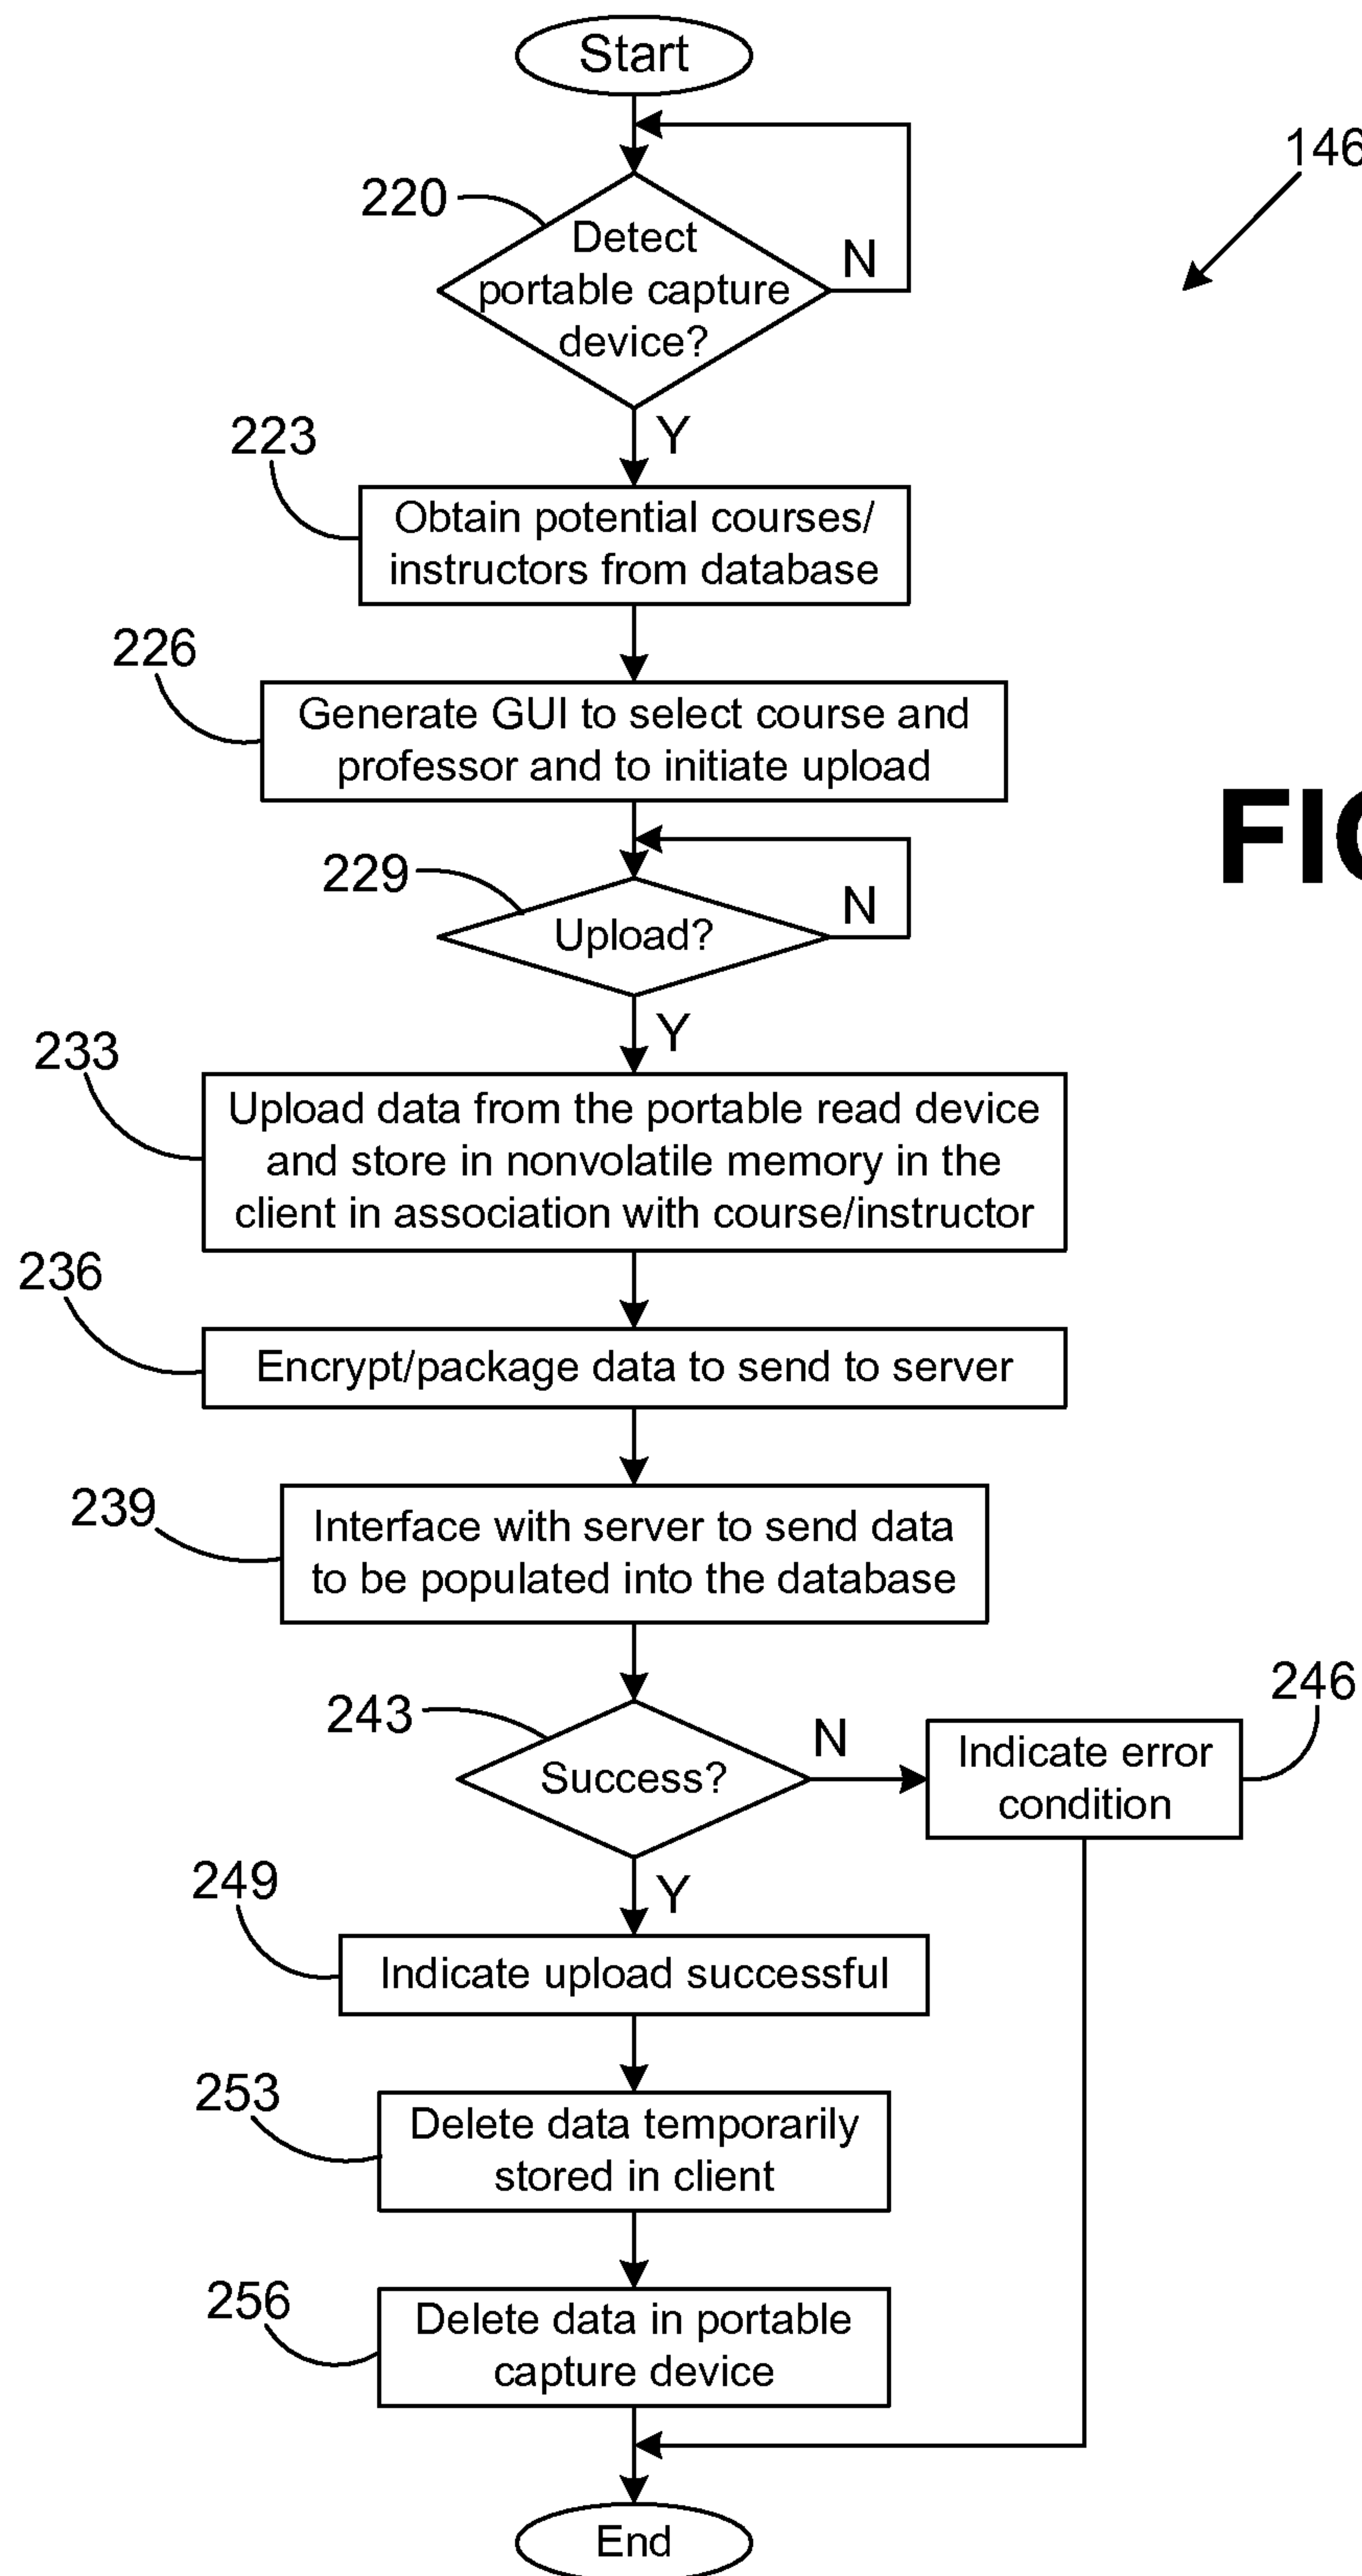 Start
146
220
Detect
portable capture
device?
N
Y
223
Obtain potential courses/
instructors from database
226
Generate GUI to select course and
professor and to initiate upload
229
Upload?
N
Y
233
Upload data from the portable read device
and store in nonvolatile memory in the
client in association with course/instructor
236
Encrypt/package data to send to server
239
Interface with server to send data
to be populated into the database
243
Success?
N
246
Indicate error
condition
Y
249
Indicate upload successful
253
Delete data temporarily
stored in client
256
Delete data in portable
capture device
End